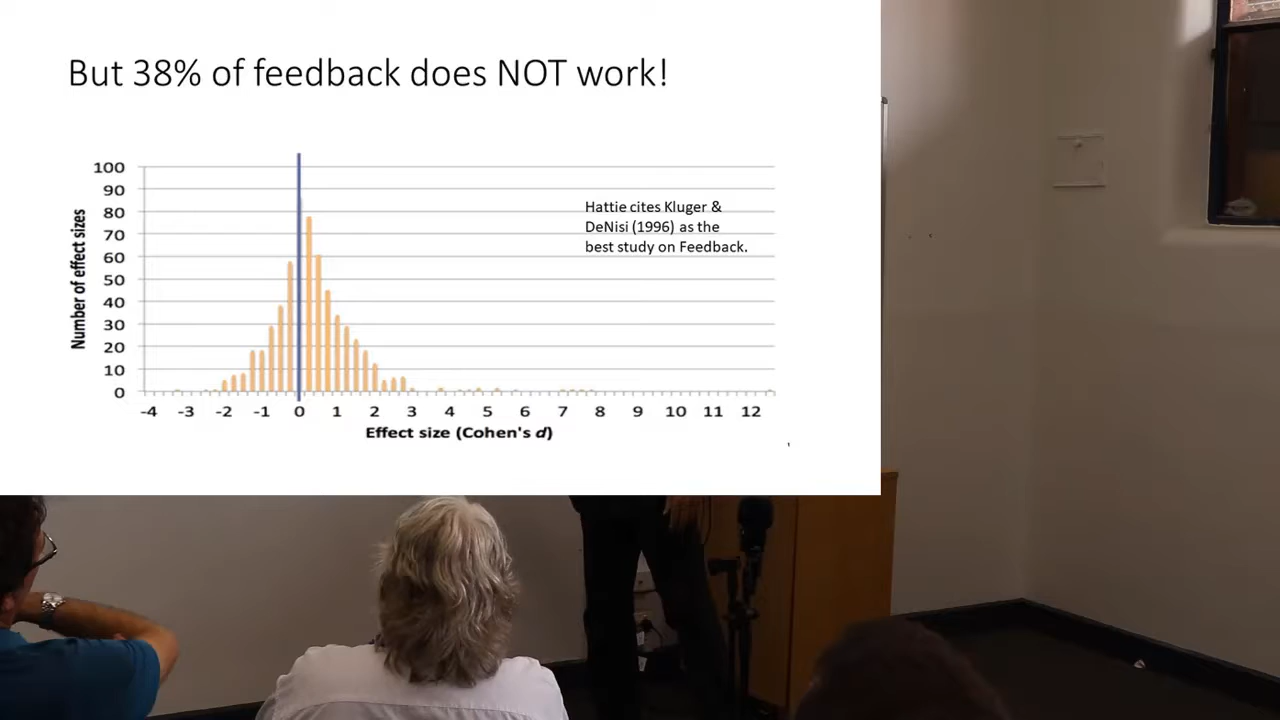 But 38% of feedback does NOT work!
100
90
80
70
60
50
40
30
20
10
0
Number of effect sizes
Hattie cites Kluger &
DeNisi (1996) as the
best study on Feedback.
-4 -3 -2 -1 0 1 2 3 4 5 6 7 8 9 10 11 12
Effect size (Cohen's d)